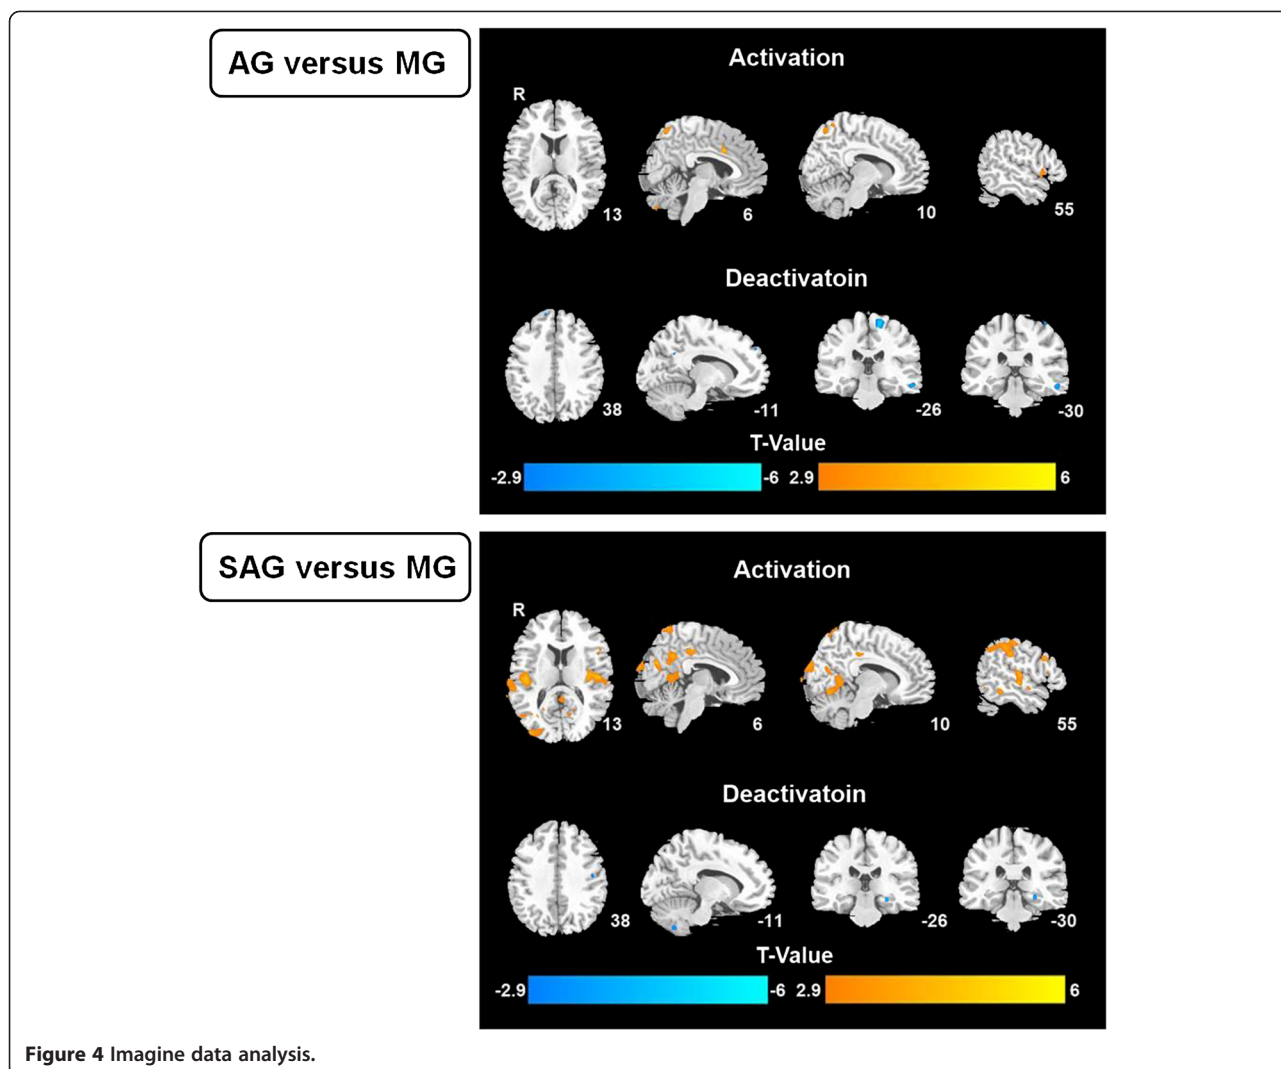 AG versus MG
Activation
R
13
6
10
55
Deactivatoin
38
-11
-26
-30
T-Value
-2.9
-6
2.9
6
SAG versus MG
Activation
R
13
6
10
55
Deactivatoin
38
-11
-26
-30
T-Value
-2.9
-6
2.9
6
Figure 4 Imagine data analysis.